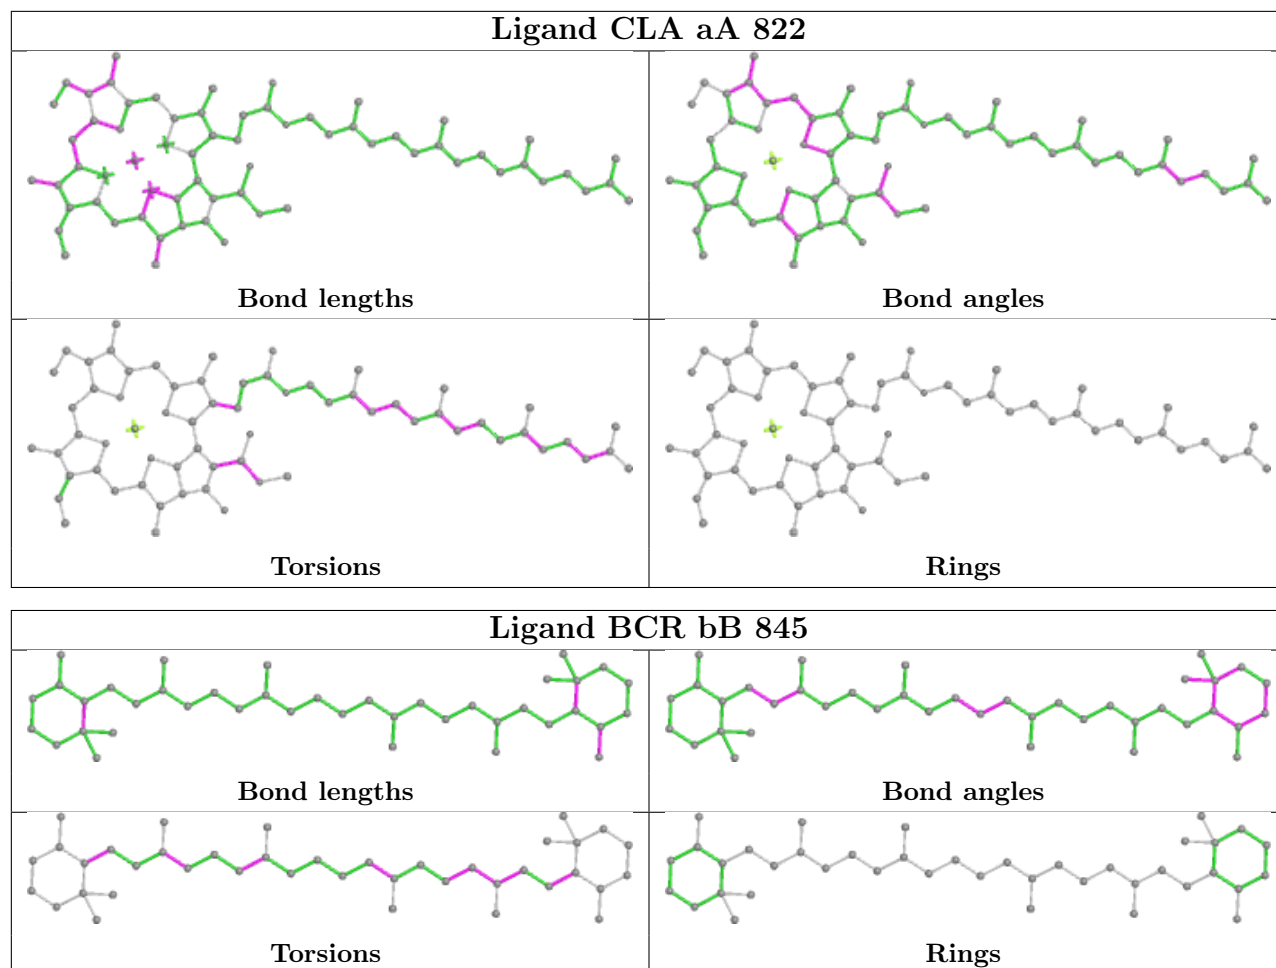 Ligand CLA aA 822
Bond lengths
Bond angles
Torsions
Rings
Ligand BCR bB 845
Bond lengths
Bond angles
Torsions
Rings